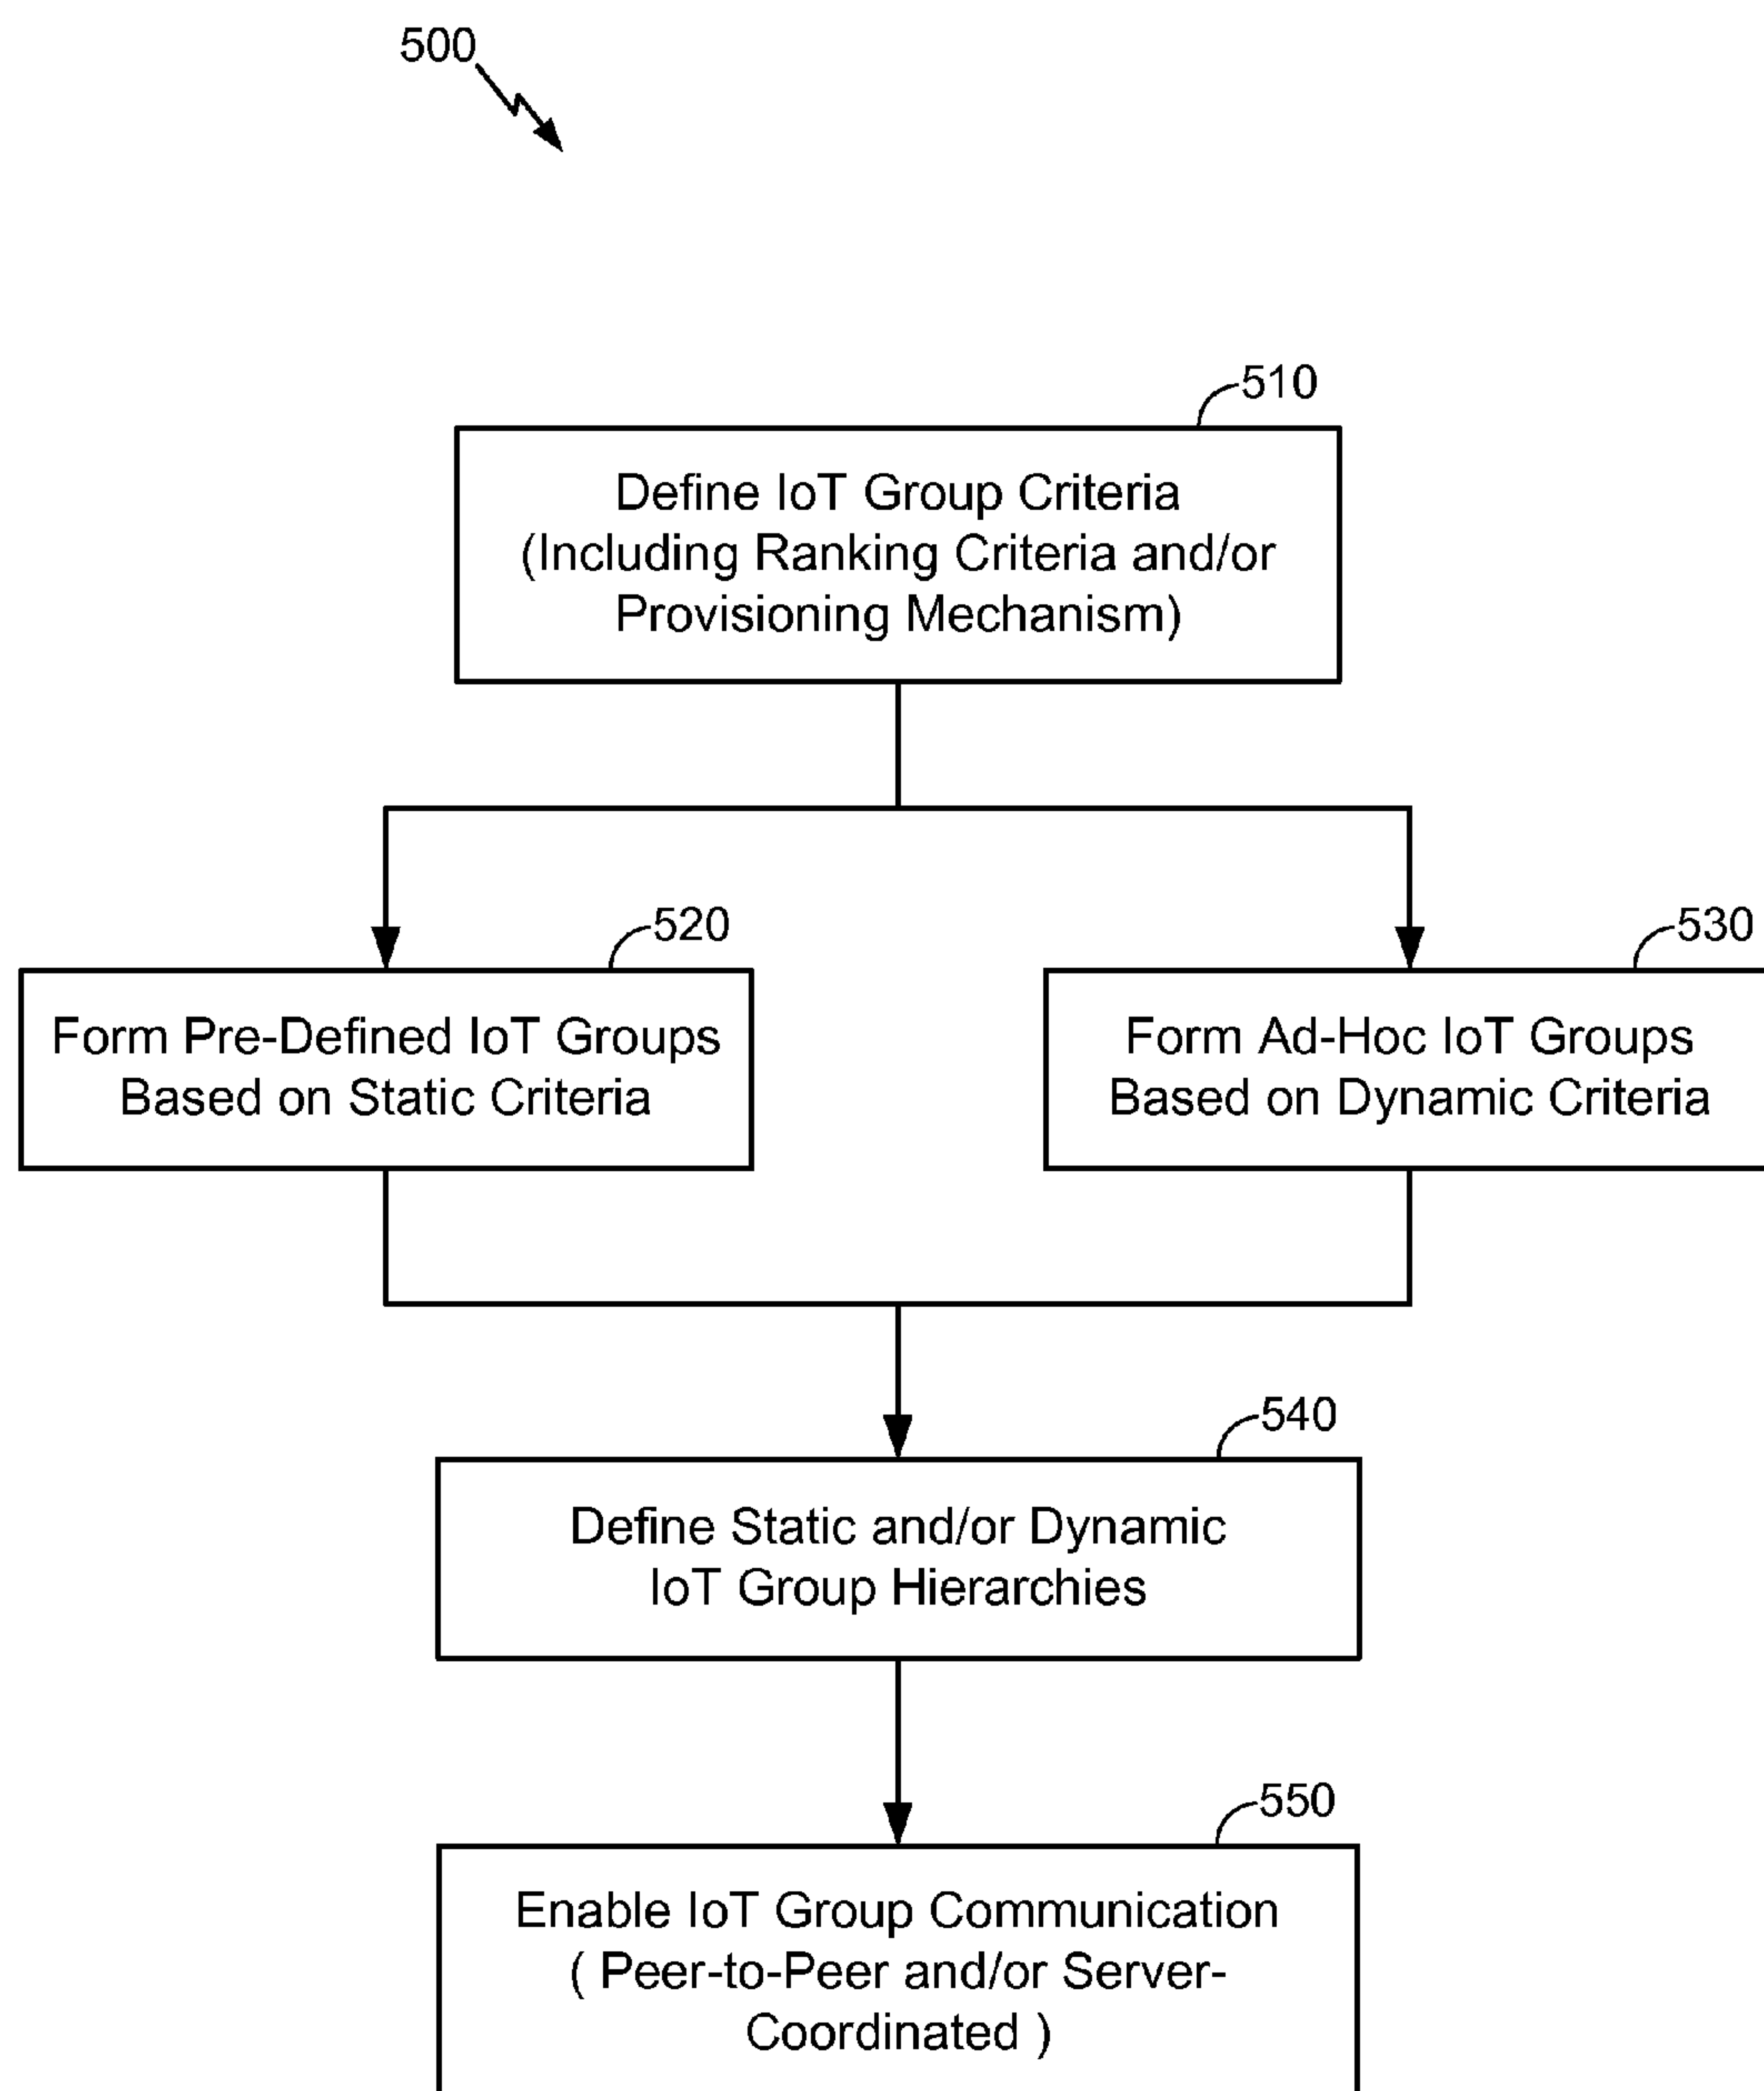 500
510
Define IoT Group Criteria
(Including Ranking Criteria and/or
Provisioning Mechanism)
520
Form Pre-Defined IoT Groups
Based on Static Criteria
530
Form Ad-Hoc IoT Groups
Based on Dynamic Criteria
540
Define Static and/or Dynamic
IoT Group Hierarchies
550
Enable IoT Group Communication
( Peer-to-Peer and/or Server-
Coordinated )